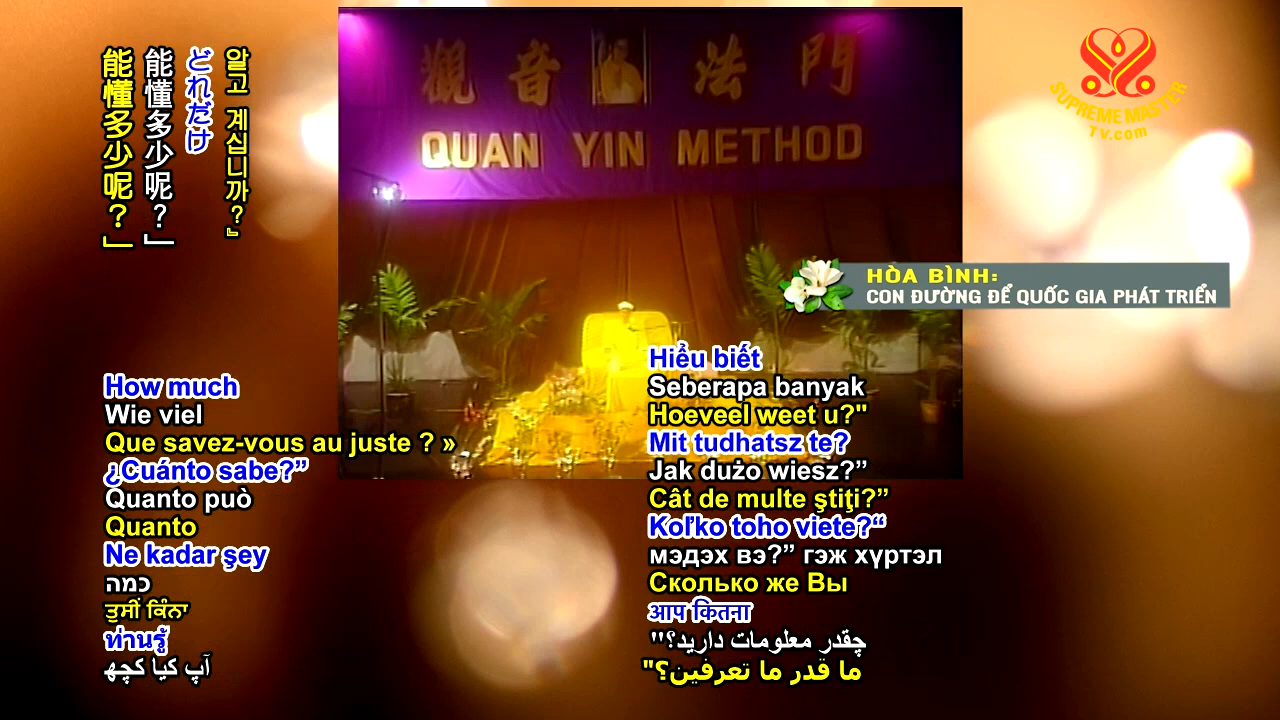 알고 계십니까?』
どれだけ
能懂多少呢？」
能懂多少呢？」
觀音法門
QUAN YIN METHOD
SUPREME MASTER
TV.com
HÒA BÌNH:
CON ĐƯỜNG ĐỂ QUỐC GIA PHÁT TRIỂN
How much
Wie viel
Que savez-vous au juste ? »
¿Cuánto sabe?”
Quanto può
Quanto
Ne kadar şey
כמה
ਤੁਸੀਂ ਕਿੰਨਾ
ท่านรู้
آپ کیا کچھ
Hiểu biết
Seberapa banyak
Hoeveel weet u?"
Mit tudhatsz te?
Jak dużo wiesz?”
Cât de multe ştiţi?”
Koľko toho viete?“
мэдэх вэ?” гэж хүртэл
Сколько же Вы
आप कितना
چقدر معلومات دارید؟"
ما قدر ما تعرفين؟"